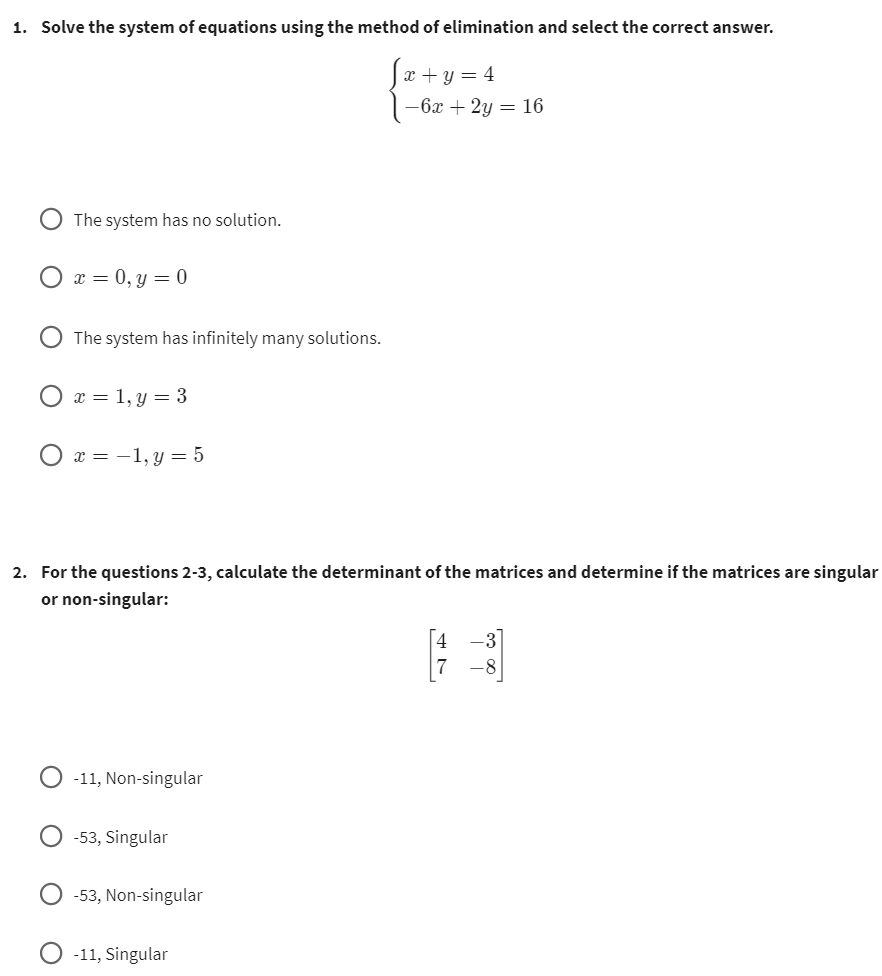 1. Solve the system of equations using the method of elimination and select the correct answer.
x + y = 4
−6x + 2y = 16
The system has no solution.
x = 0, y = 0
The system has infinitely many solutions.
x = 1, y = 3
x = −1, y = 5
2. For the questions 2-3, calculate the determinant of the matrices and determine if the matrices are singular
or non-singular:
4 −3
7 −8
-11, Non-singular
-53, Singular
-53, Non-singular
-11, Singular